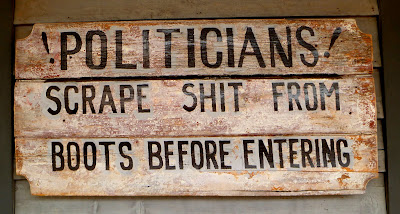 !POLITICIANS!
SCRAPE SHIT FROM
BOOTS BEFORE ENTERING